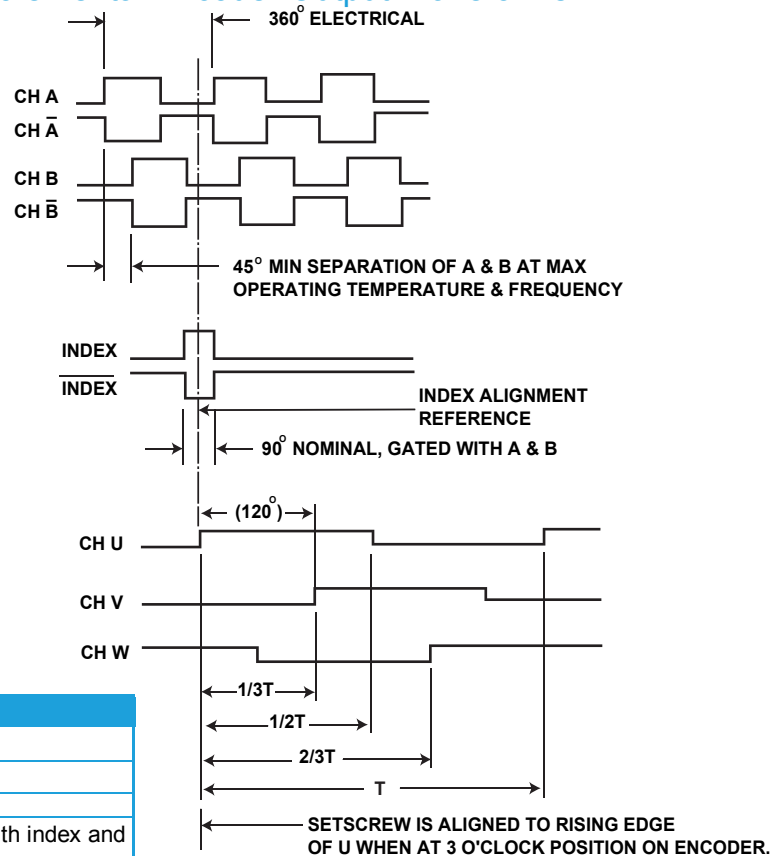 360° ELECTRICAL
CH A
CH A̅
CH B
CH B̅
45° MIN SEPARATION OF A & B AT MAX
OPERATING TEMPERATURE & FREQUENCY
INDEX
I̅N̅D̅E̅X̅
INDEX ALIGNMENT
REFERENCE
90° NOMINAL, GATED WITH A & B
(120°)
CH U
CH V
CH W
1/3T
1/2T
2/3T
T
th index and
SETSCREW IS ALIGNED TO RISING EDGE
OF U WHEN AT 3 O'CLOCK POSITION ON ENCODER.